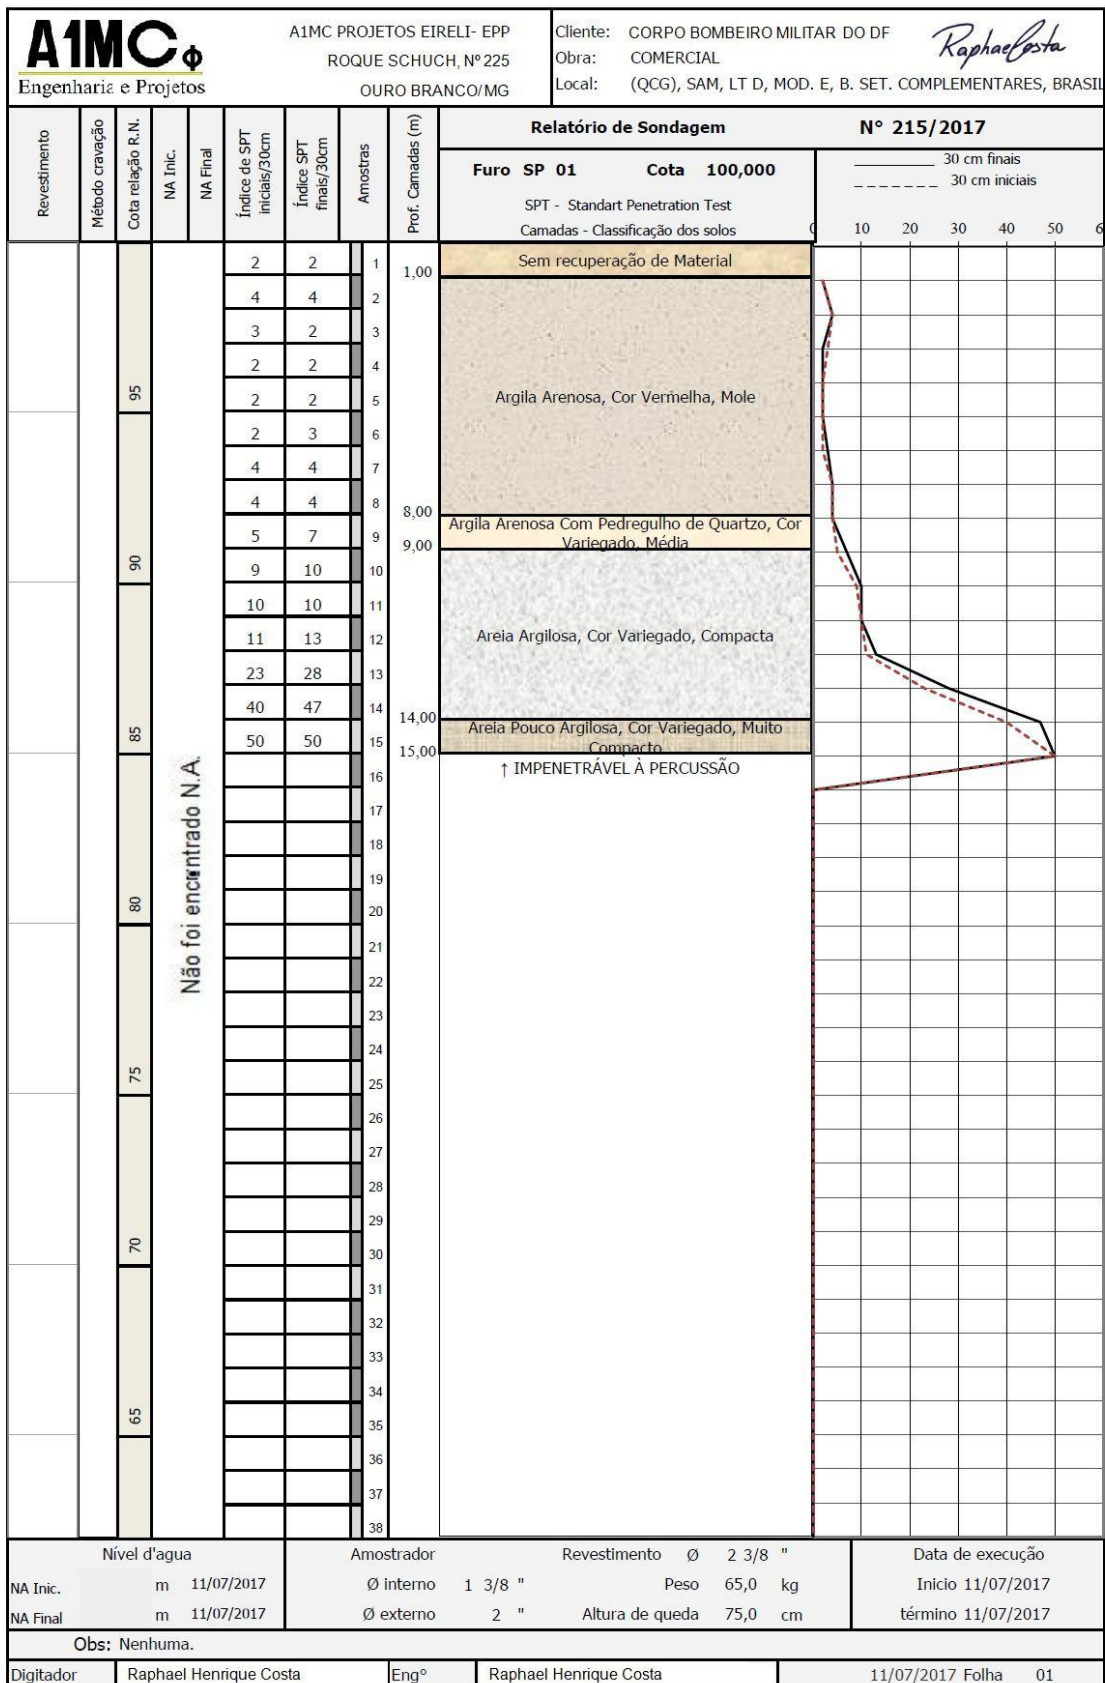 A1MC Φ
Engenharia e Projetos
A1MC PROJETOS EIRELI- EPP
ROQUE SCHUCH, Nº 225
OURO BRANCO/MG
Cliente: CORPO BOMBEIRO MILITAR DO DF
Obra: COMERCIAL
Local: (QCG), SAM, LT D, MOD. E, B. SET. COMPLEMENTARES, BRASIL
Raphael Costa
Revestimento
Método cravação
Cota relação R.N.
NA Inic.
NA Final
Índice de SPT iniciais/30cm
Índice SPT finais/30cm
Amostras
Prof. Camadas (m)
Relatório de Sondagem N° 215/2017
Furo SP 01 Cota 100,000
SPT - Standart Penetration Test
Camadas - Classificação dos solos
30 cm finais
30 cm iniciais
0 10 20 30 40 50 6
2 2 1
1,00
Sem recuperação de Material
4 4 2
3 2 3
2 2 4
95
2 2 5
Argila Arenosa, Cor Vermelha, Mole
2 3 6
4 4 7
4 4 8
8,00
5 7 9
Argila Arenosa Com Pedregulho de Quartzo, Cor
Variegado, Média
9,00
90
9 10 10
10 10 11
11 13 12
Areia Argilosa, Cor Variegado, Compacta
23 28 13
40 47 14
14,00
85
50 50 15
Areia Pouco Argilosa, Cor Variegado, Muito
Compacto
15,00
↑ IMPENETRÁVEL À PERCUSSÃO
Não foi encontrado N.A.
16
17
18
19
80
20
21
22
23
24
75
25
26
27
28
29
70
30
31
32
33
34
65
35
36
37
38
Nível d'agua
NA Inic. m 11/07/2017
NA Final m 11/07/2017
Amostrador
Ø interno 1 3/8 "
Ø externo 2 "
Revestimento Ø 2 3/8 "
Peso 65,0 kg
Altura de queda 75,0 cm
Data de execução
Inicio 11/07/2017
término 11/07/2017
Obs: Nenhuma.
Digitador Raphael Henrique Costa Engº Raphael Henrique Costa 11/07/2017 Folha 01